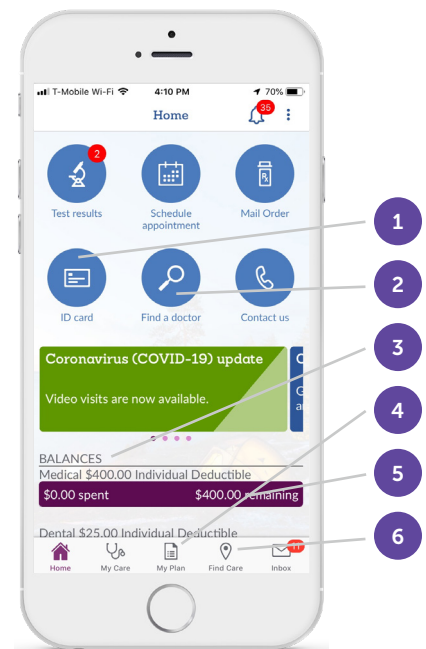 T-Mobile Wi-Fi 4:10 PM 70%
Home 35
2
Test results Schedule appointment Mail Order
1
2
ID card Find a doctor Contact us
3
Coronavirus (COVID-19) update C
Video visits are now available. G
a
4
BALANCES
Medical $400.00 Individual Deductible
5
$0.00 spent $400.00 remaining
Dental $25.00 Individual Deductible
6
11
Home My Care My Plan Find Care Inbox